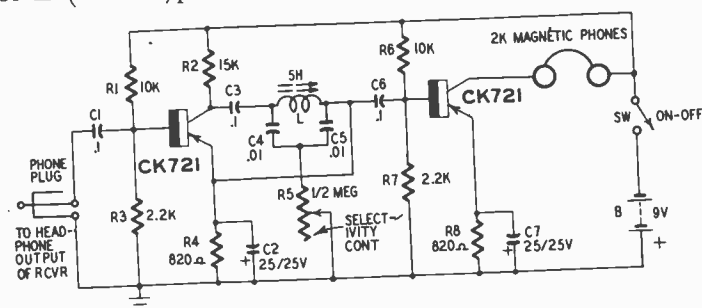 R1
10K
R2
15K
C3
.1
5H
L
C6
.1
R6
10K
2K MAGNETIC PHONES
C1
.1
CK721
C4
.01
C5
.01
CK721
SW
ON-OFF
PHONE
PLUG
TO HEAD-
PHONE
OUTPUT
OF RCVR
R3
2.2K
R4
820Ω
+
C2
25/25V
R5
1/2 MEG
SELECT-
IVITY
CONT
R7
2.2K
R8
820Ω
+
C7
25/25V
B
9V
+